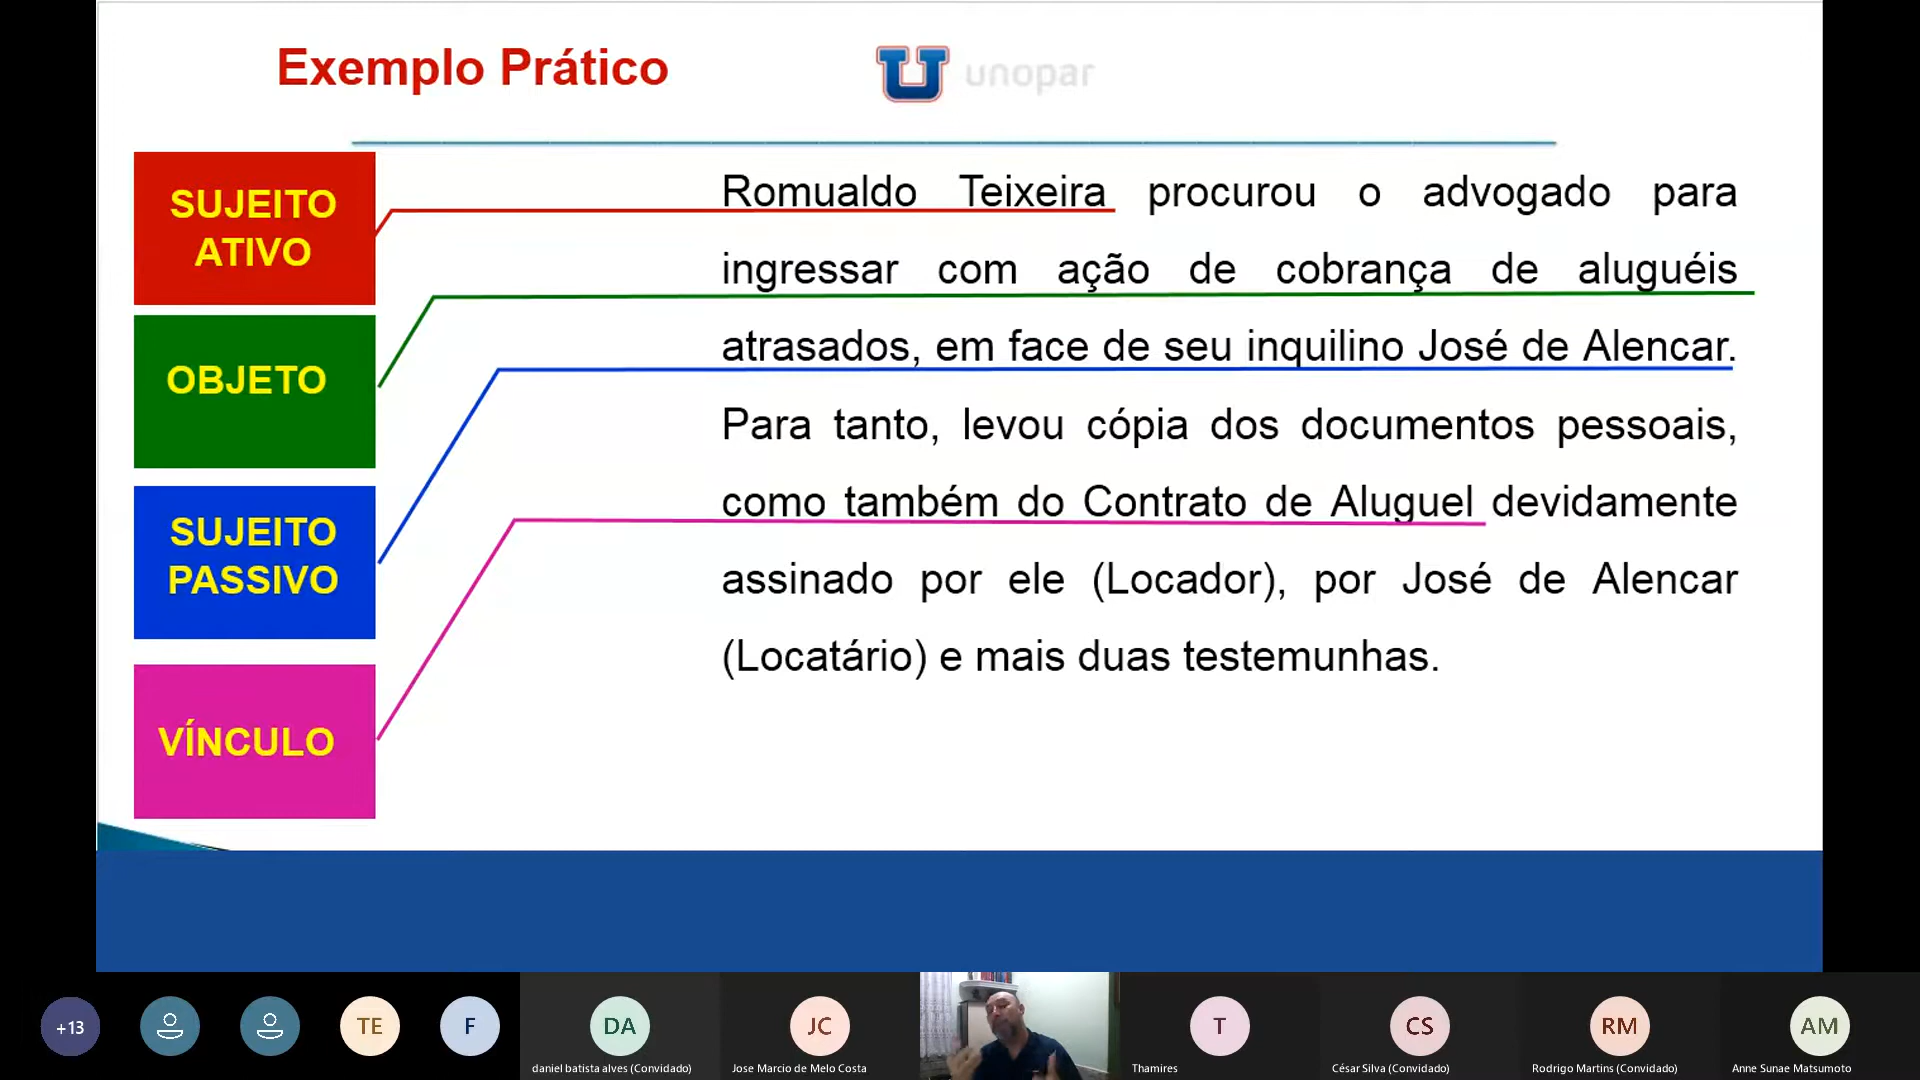 Exemplo Prático
unopar
SUJEITO
ATIVO
OBJETO
SUJEITO
PASSIVO
VÍNCULO
Romualdo Teixeira procurou o advogado para
ingressar com ação de cobrança de aluguéis
atrasados, em face de seu inquilino José de Alencar.
Para tanto, levou cópia dos documentos pessoais,
como também do Contrato de Aluguel devidamente
assinado por ele (Locador), por José de Alencar
(Locatário) e mais duas testemunhas.
+13
TE
F
DA
daniel batista alves (Convidado)
JC
Jose Marcio de Melo Costa
T
Thamires
CS
César Silva (Convidado)
RM
Rodrigo Martins (Convidado)
AM
Anne Sunae Matsumoto